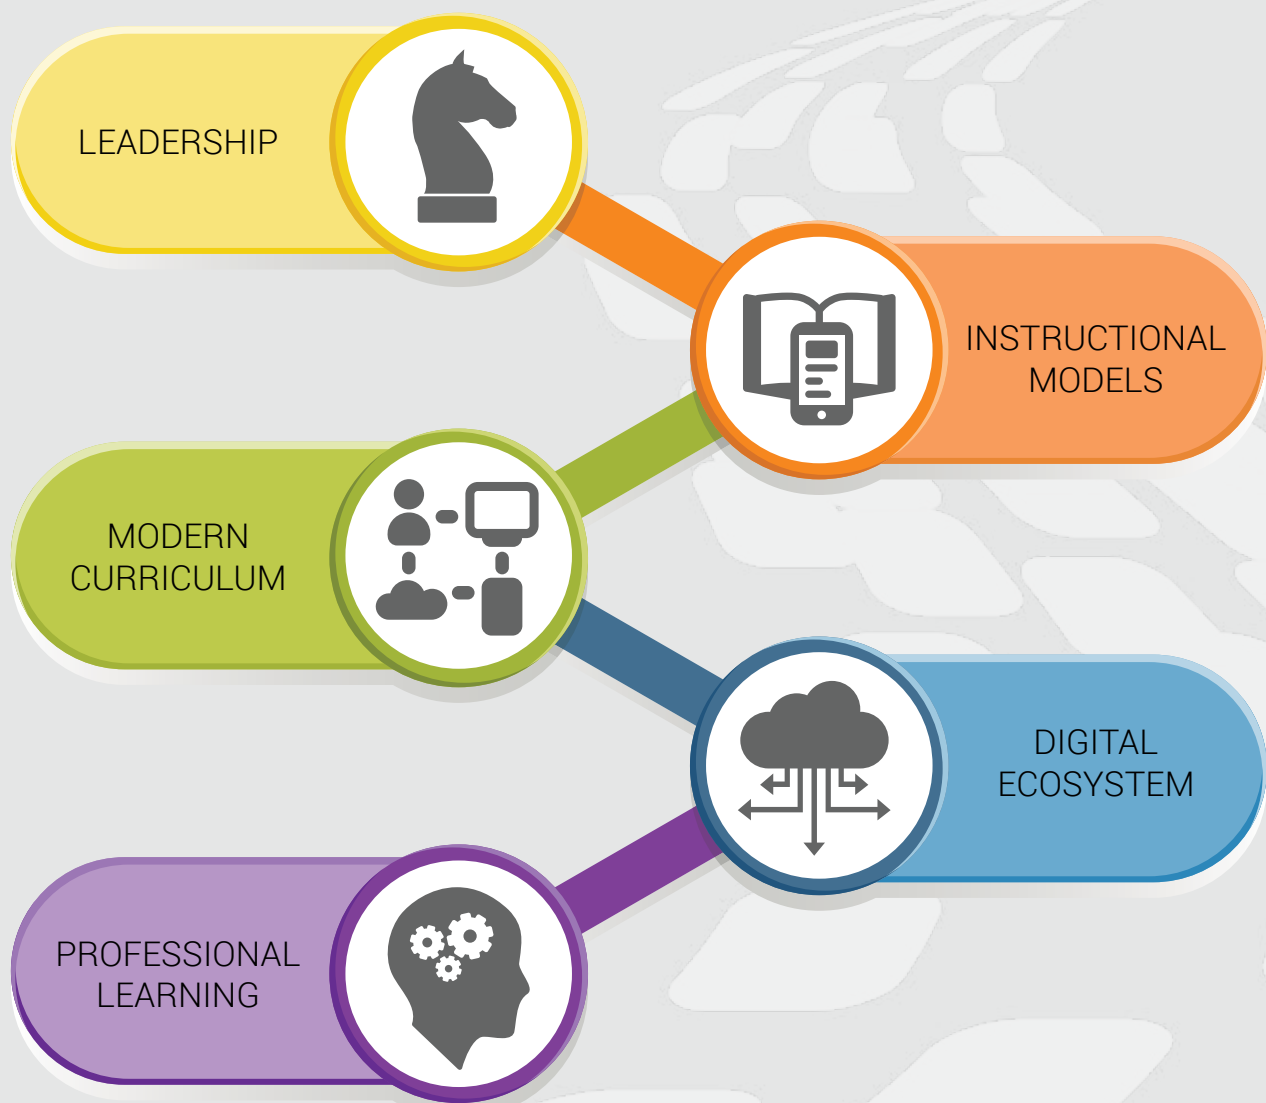 LEADERSHIP
INSTRUCTIONAL
MODELS
MODERN
CURRICULUM
DIGITAL
ECOSYSTEM
PROFESSIONAL
LEARNING